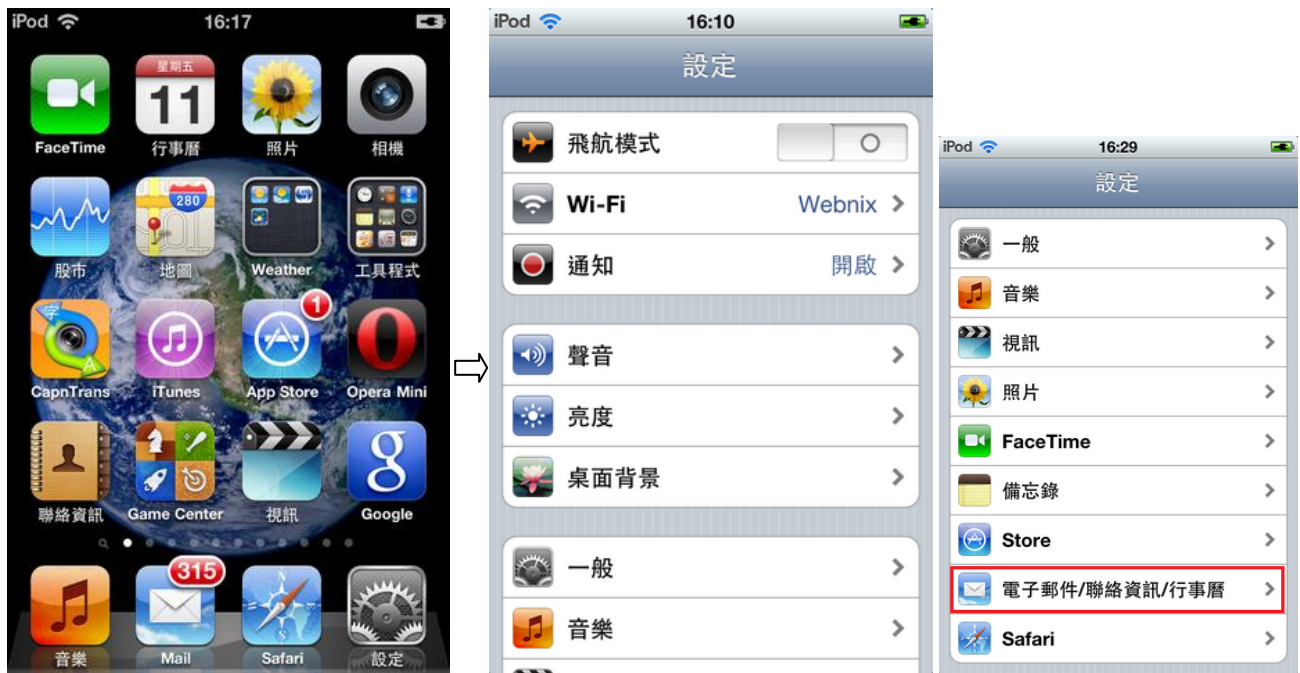 iPod 16:17
星期五
11
FaceTime 行事曆 照片 相機
280
股市 地圖 Weather 工具程式
字
A
1
CapnTrans iTunes App Store Opera Mini
g
聯絡資訊 Game Center 視訊 Google
315
音樂 Mail Safari 設定
iPod 16:10
設定
飛航模式
Wi-Fi Webnix
通知 開啟
聲音
亮度
桌面背景
一般
音樂
iPod 16:29
設定
一般
音樂
視訊
照片
FaceTime
備忘錄
Store
電子郵件/聯絡資訊/行事曆
Safari